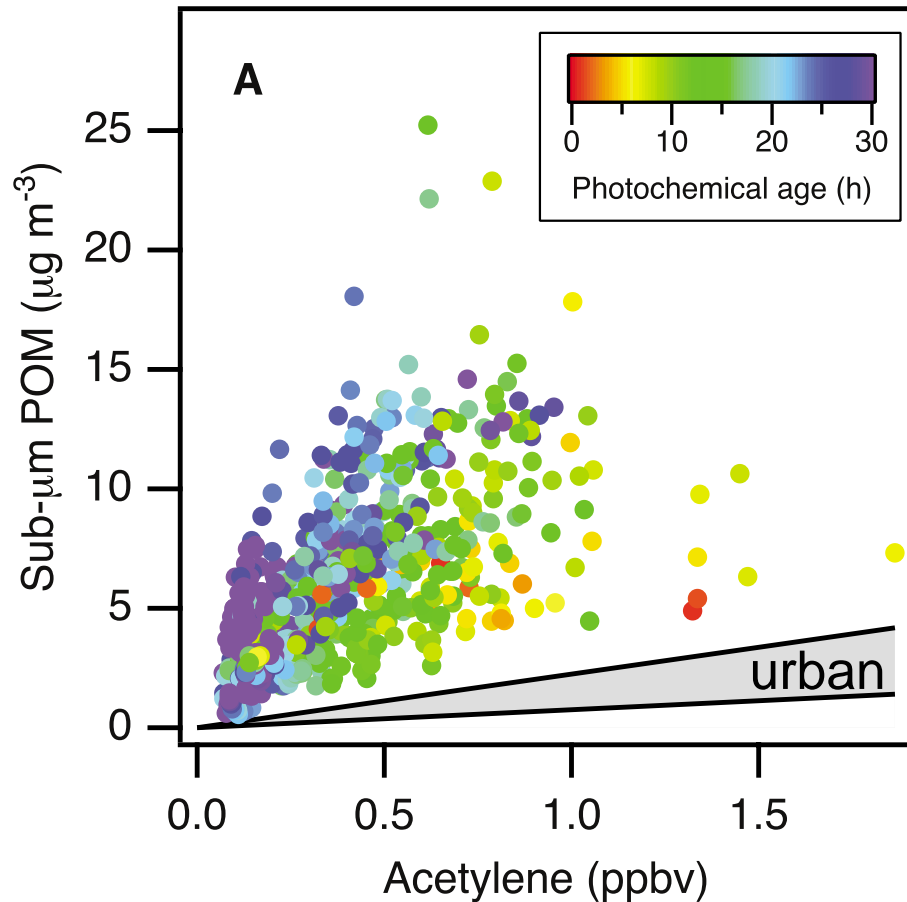 A
0 10 20 30
Photochemical age (h)
25
20
15
10
5
0
Sub-μm POM (μg m-3)
urban
0.0 0.5 1.0 1.5
Acetylene (ppbv)